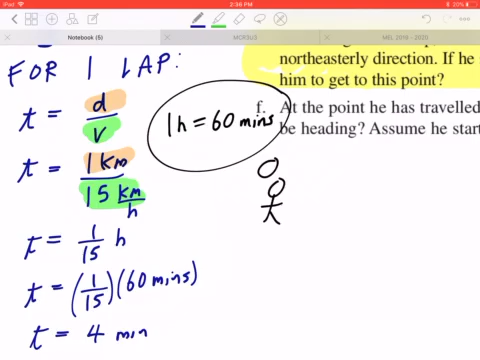 iPad
2:36 PM
20%
Notebook (5)
MCR3U3
MEL 2019 - 2020
FOR 1 LAP:
t = d/v
t = 1 km / 15 km/h
t = 1/15 h
t = (1/15)(60 mins)
t = 4 min
1h = 60 mins
northeasterly direction. If he
him to get to this point?
f. At the point he has travelled
be heading? Assume he start